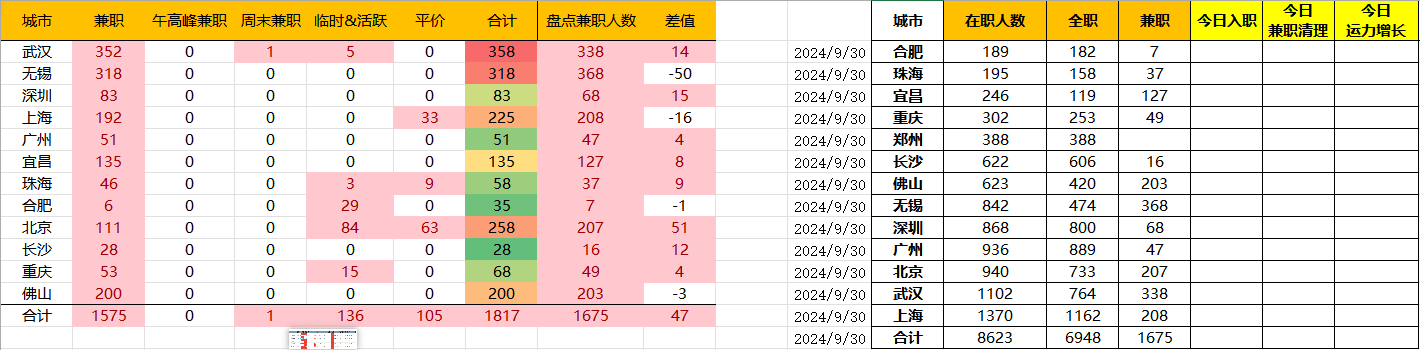 城市 兼职 午高峰兼职 周末兼职 临时&活跃 平价 合计 盘点兼职人数 差值 城市 在职人数 全职 兼职 今日入职 今日兼职清理 今日运力增长
武汉 352 0 1 5 0 358 338 14 2024/9/30 合肥 189 182 7
无锡 318 0 0 0 0 318 368 -50 2024/9/30 珠海 195 158 37
深圳 83 0 0 0 0 83 68 15 2024/9/30 宜昌 246 119 127
上海 192 0 0 0 33 225 208 -16 2024/9/30 重庆 302 253 49
广州 51 0 0 0 0 51 47 4 2024/9/30 郑州 388 388
宜昌 135 0 0 0 0 135 127 8 2024/9/30 长沙 622 606 16
珠海 46 0 0 3 9 58 37 9 2024/9/30 佛山 623 420 203
合肥 6 0 0 29 0 35 7 -1 2024/9/30 无锡 842 474 368
北京 111 0 0 84 63 258 207 51 2024/9/30 深圳 868 800 68
长沙 28 0 0 0 0 28 16 12 2024/9/30 广州 936 889 47
重庆 53 0 0 15 0 68 49 4 2024/9/30 北京 940 733 207
佛山 200 0 0 0 0 200 203 -3 2024/9/30 武汉 1102 764 338
合计 1575 0 1 136 105 1817 1675 47 2024/9/30 上海 1370 1162 208
2024/9/30 合计 8623 6948 1675